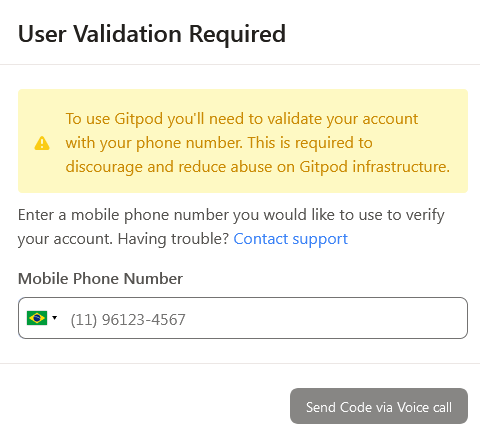 User Validation Required
To use Gitpod you'll need to validate your account
with your phone number. This is required to
discourage and reduce abuse on Gitpod infrastructure.
Enter a mobile phone number you would like to use to verify
your account. Having trouble? Contact support
Mobile Phone Number
(11) 96123-4567
Send Code via Voice call